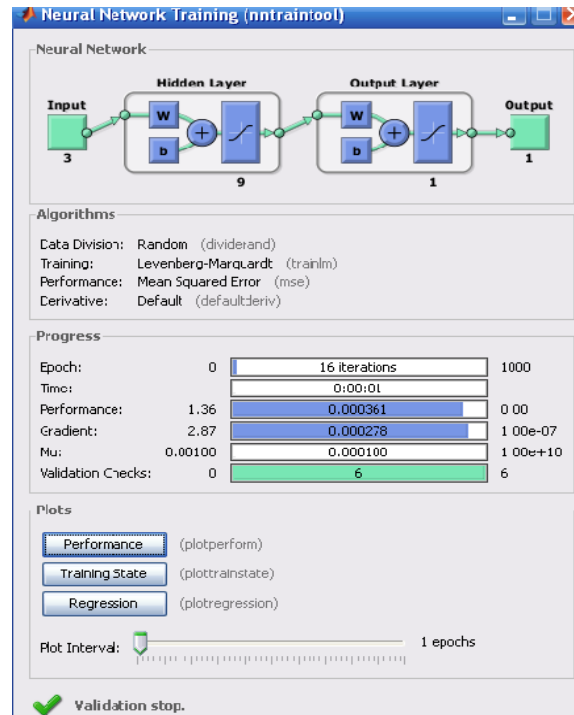 Neural Network Training (nntraintool)
Neural Network
Hidden Layer Output Layer
Input Output
W W
b b
3 9 1 1
Algorithms
Data Division: Random (dividerand)
Training: Levenberg-Marquardt (trainlm)
Performance: Mean Squared Error (mse)
Derivative: Default (defaultderiv)
Progress
Epoch: 0 16 iterations 1000
Time: 0:00:01
Performance: 1.36 0.000361 0.00
Gradient: 2.87 0.000278 1.00e-07
Mu: 0.00100 0.000100 1.00e+10
Validation Checks: 0 6 6
Plots
Performance (plotperform)
Training State (plottrainstate)
Regression (plotregression)
Plot Interval: 1 epochs
Validation stop.